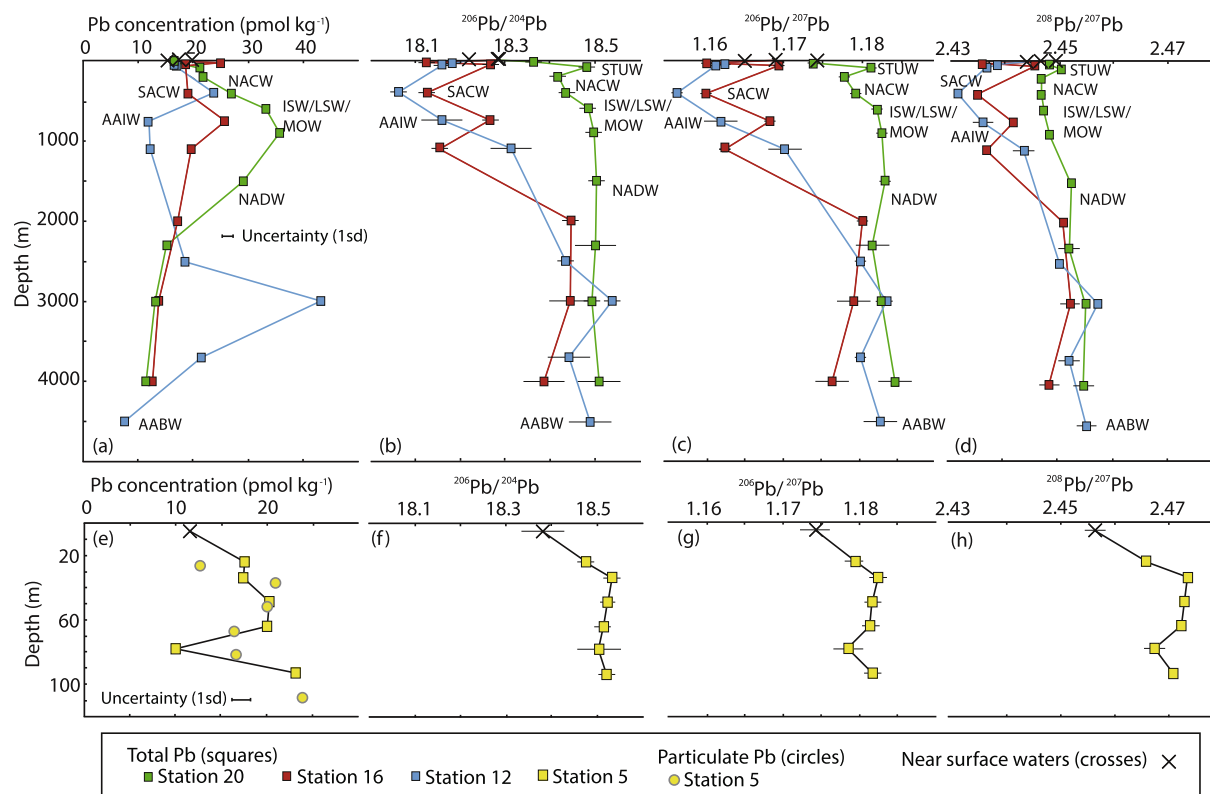 Pb concentration (pmol kg⁻¹)
0 10 20 30 40
²⁰⁶Pb/²⁰⁴Pb
18.1 18.3 18.5
²⁰⁶Pb/²⁰⁷Pb
1.16 1.17 1.18
²⁰⁸Pb/²⁰⁷Pb
2.43 2.45 2.47
Depth (m)
1000
2000
3000
4000
NACW
SACW
ISW/LSW/
MOW
AAIW
NADW
Uncertainty (1sd)
AABW
(a)
STUW
NACW
SACW
ISW/LSW/
MOW
AAIW
NADW
AABW
(b)
STUW
NACW
SACW
ISW/LSW/
MOW
AAIW
NADW
AABW
(c)
STUW
NACW
SACW
ISW/LSW/
MOW
AAIW
NADW
AABW
(d)
Pb concentration (pmol kg⁻¹)
0 10 20
²⁰⁶Pb/²⁰⁴Pb
18.1 18.3 18.5
²⁰⁶Pb/²⁰⁷Pb
1.16 1.17 1.18
²⁰⁸Pb/²⁰⁷Pb
2.43 2.45 2.47
Depth (m)
20
60
100
(e)
Uncertainty (1sd)
(f)
(g)
(h)
Total Pb (squares)
Station 20 Station 16 Station 12 Station 5
Particulate Pb (circles)
Station 5
Near surface waters (crosses)